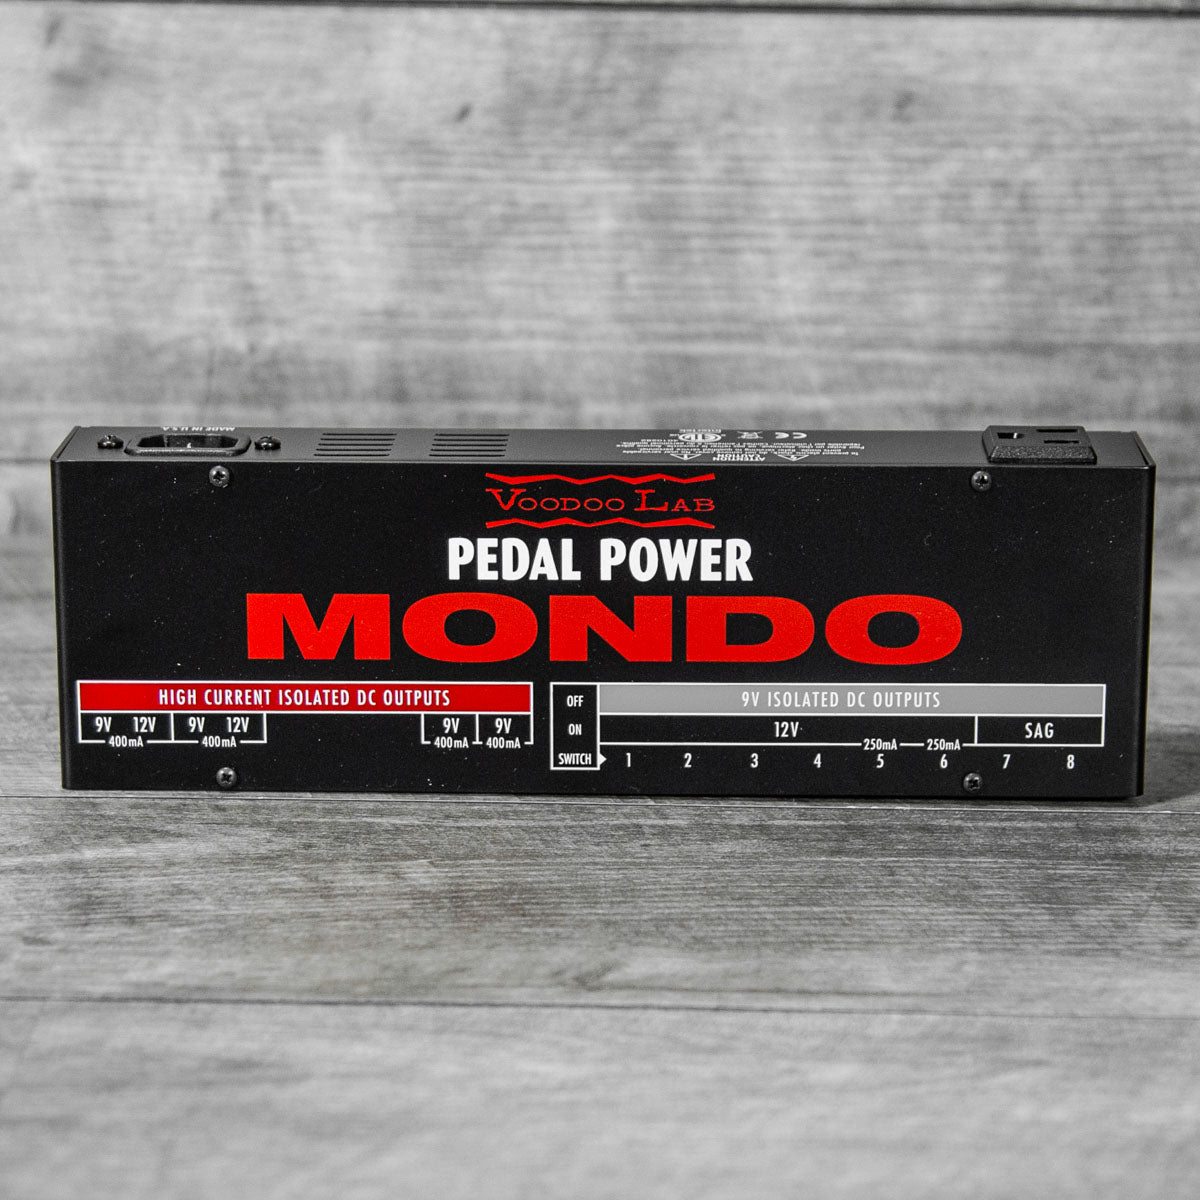 MADE IN U.S.A
VOODOO LAB
PEDAL POWER
MONDO
HIGH CURRENT ISOLATED DC OUTPUTS
9V 12V 9V 12V 9V 9V
400mA 400mA 400mA 400mA
OFF 9V ISOLATED DC OUTPUTS
ON 12V SAG
250mA 250mA
SWITCH 1 2 3 4 5 6 7 8